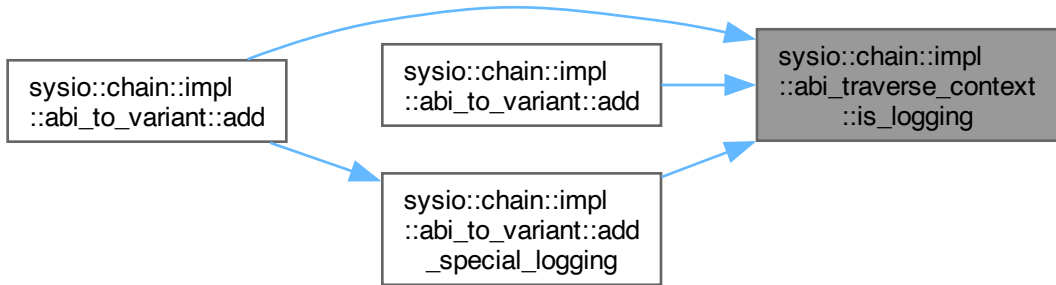 sysio::chain::impl
::abi_to_variant::add
sysio::chain::impl
::abi_to_variant::add
sysio::chain::impl
::abi_to_variant::add
_special_logging
sysio::chain::impl
::abi_traverse_context
::is_logging